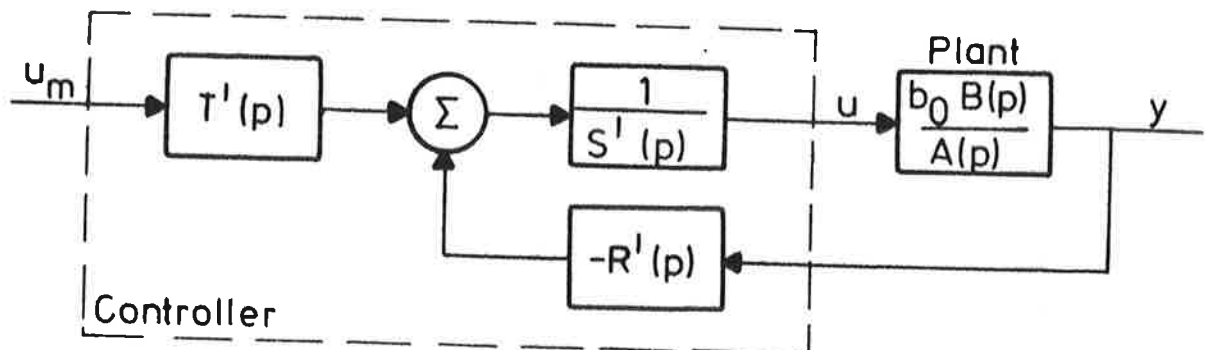 Plant
u_m
T'(p)
Σ
1
S'(p)
u
b_0 B(p)
A(p)
y
-R'(p)
Controller